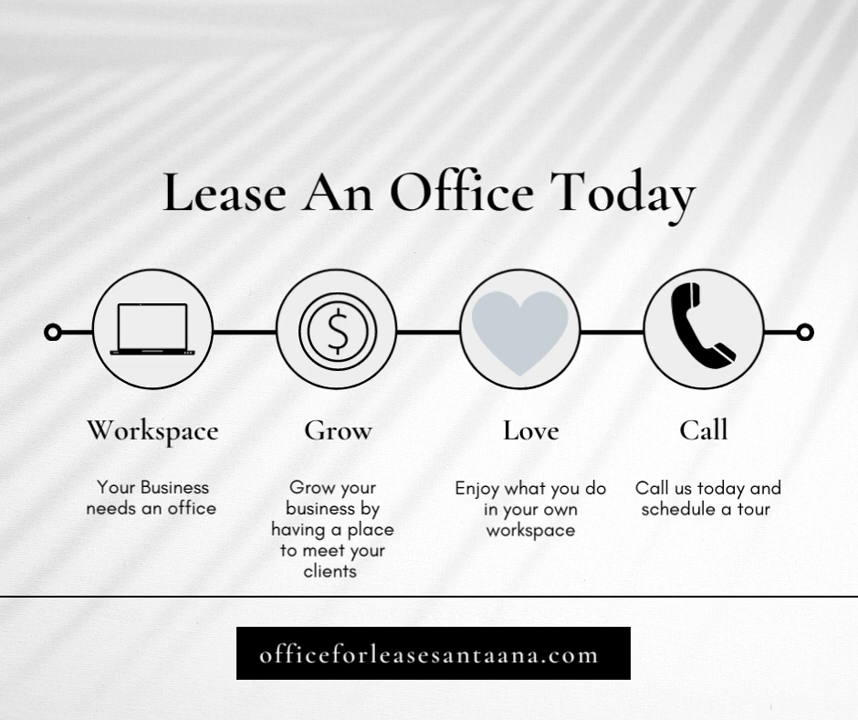 Lease An Office Today
Workspace
Your Business
needs an office
Grow
Grow your
business by
having a place
to meet your
clients
Love
Enjoy what you do
in your own
workspace
Call
Call us today and
schedule a tour
officeforleasesantaana.com